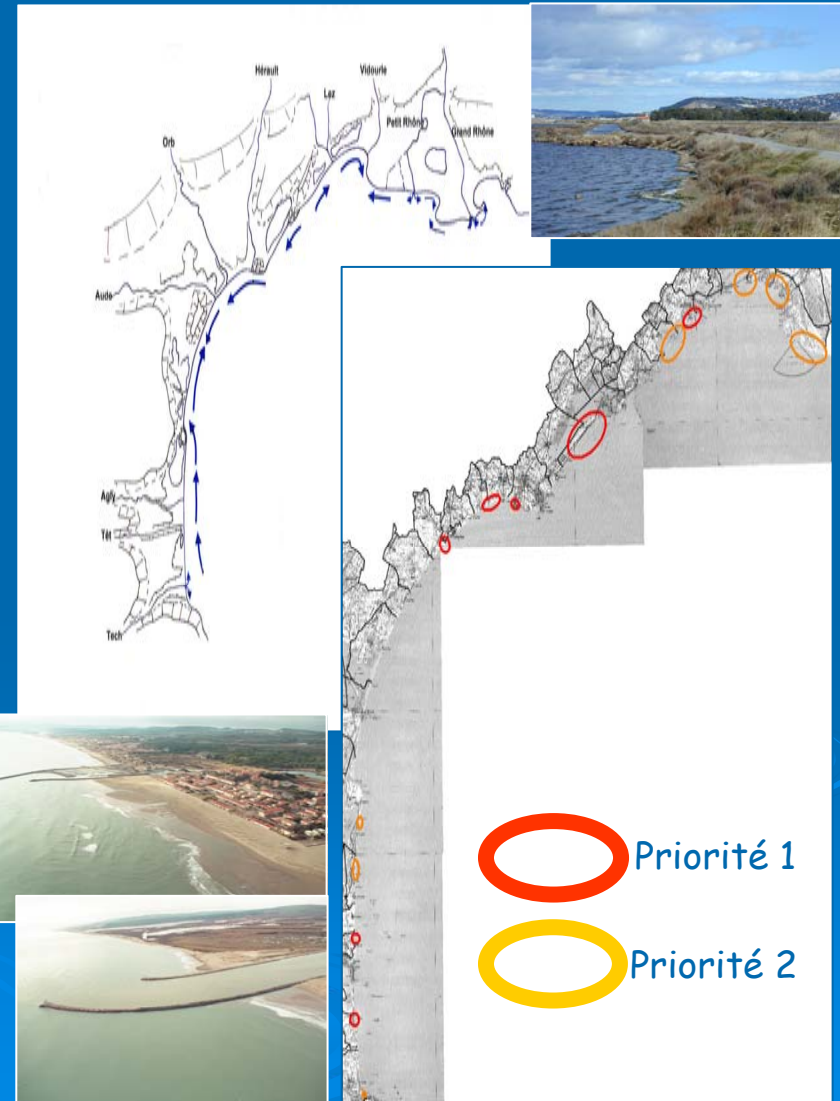 Hérault
Vidourle
Lez
Petit Rhône
Grand Rhône
Orb
Aude
Agly
Têt
Tech
Priorité 1
Priorité 2